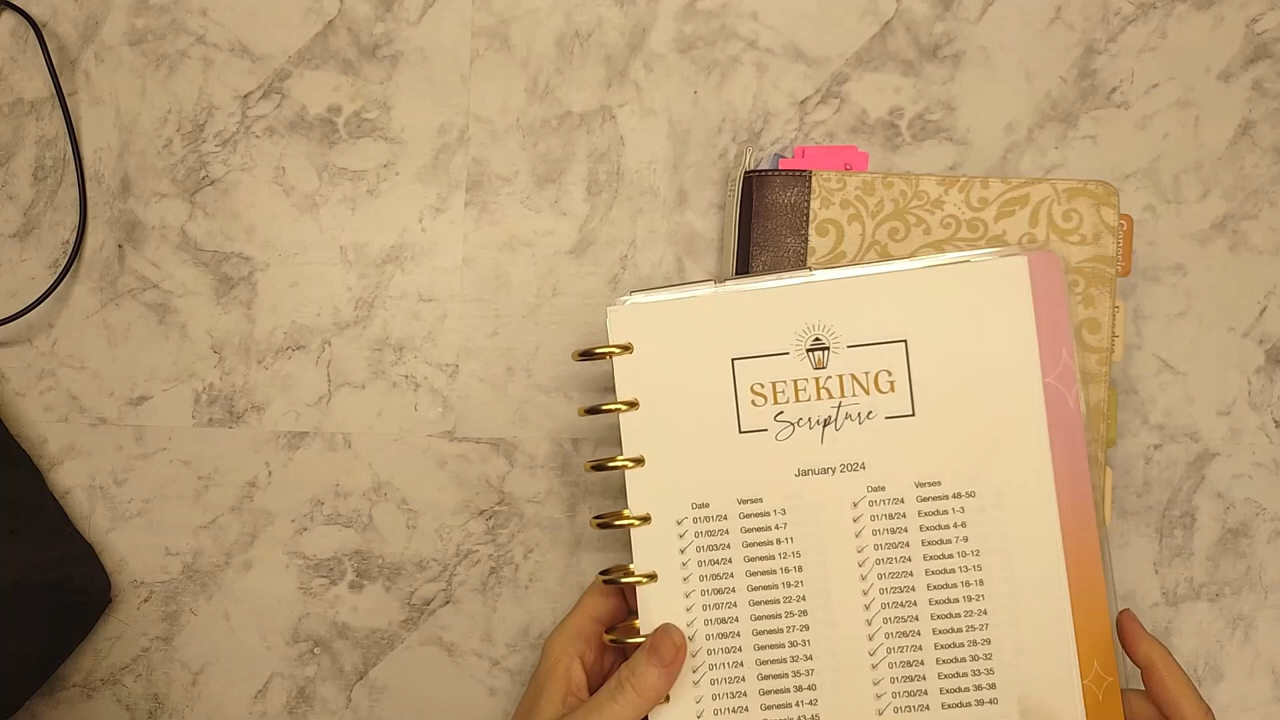 SEEKING
Scripture
January 2024
Date Verses
01/01/24 Genesis 1-3
01/02/24 Genesis 4-7
01/03/24 Genesis 8-11
01/04/24 Genesis 12-15
01/05/24 Genesis 16-18
01/06/24 Genesis 19-21
01/07/24 Genesis 22-24
01/08/24 Genesis 25-26
01/09/24 Genesis 27-29
01/10/24 Genesis 30-31
01/11/24 Genesis 32-34
01/12/24 Genesis 35-37
01/13/24 Genesis 38-40
01/14/24 Genesis 41-42
Genesis 43-45
Date Verses
01/17/24 Genesis 48-50
01/18/24 Exodus 1-3
01/19/24 Exodus 4-6
01/20/24 Exodus 7-9
01/21/24 Exodus 10-12
01/22/24 Exodus 13-15
01/23/24 Exodus 16-18
01/24/24 Exodus 19-21
01/25/24 Exodus 22-24
01/26/24 Exodus 25-27
01/27/24 Exodus 28-29
01/28/24 Exodus 30-32
01/29/24 Exodus 33-35
01/30/24 Exodus 36-38
01/31/24 Exodus 39-40
Genesis
Exodus